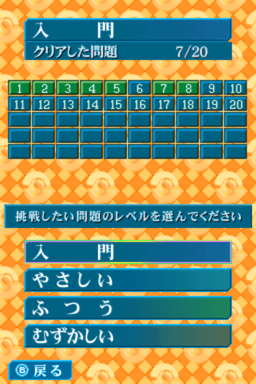 入 門
クリアした問題 7/20
1 2 3 4 5 6 7 8 9 10
11 12 13 14 15 16 17 18 19 20
挑戦したい問題のレベルを選んでください
入 門
やさしい
ふつう
むずかしい
B 戻る